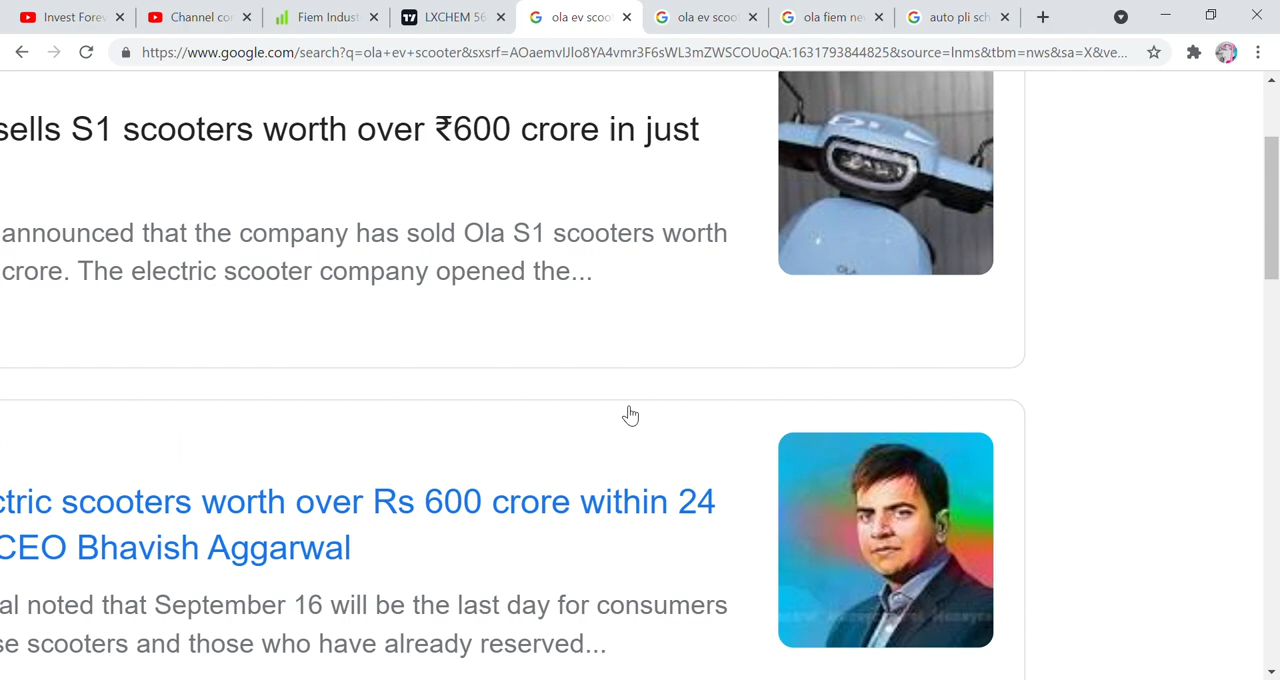 Invest Forev
Channel co
Fiem Indust
LXCHEM 56
ola ev scoot
ola ev scoot
ola fiem ne
auto pli sch
https://www.google.com/search?q=ola+ev+scooter&sxsrf=AOaemvIJlo8YA4vmr3F6sWL3mZWSCOUoQA:1631793844825&source=lnms&tbm=nws&sa=X&ve...
sells S1 scooters worth over ₹600 crore in just
announced that the company has sold Ola S1 scooters worth
crore. The electric scooter company opened the...
OLA
ctric scooters worth over Rs 600 crore within 24
CEO Bhavish Aggarwal
al noted that September 16 will be the last day for consumers
se scooters and those who have already reserved...